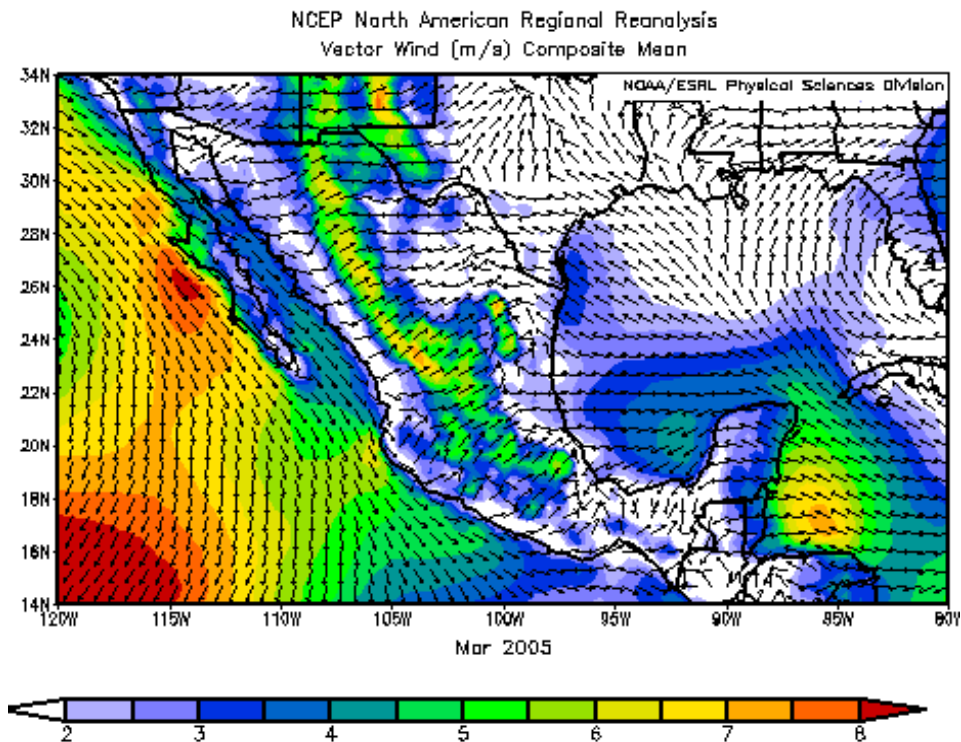 NCEP North American Regional Reanalysis
Vector Wind (m/s) Composite Mean
NOAA/ESRL Physical Sciences Division
34N
32N
30N
28N
26N
24N
22N
20N
18N
16N
14N
120W 115W 110W 105W 100W 95W 90W 85W 80W
Mar 2005
2 3 4 5 6 7 8